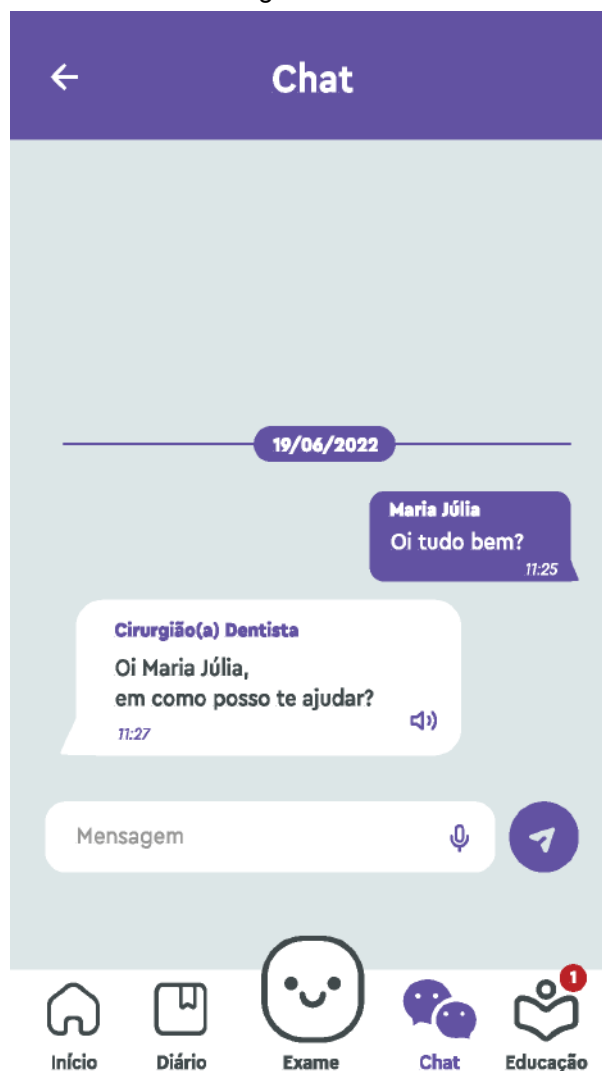 Chat
19/06/2022
Maria Júlia
Oi tudo bem?
11:25
Cirurgião(a) Dentista
Oi Maria Júlia,
em como posso te ajudar?
11:27
Mensagem
1
Início Diário Exame Chat Educação